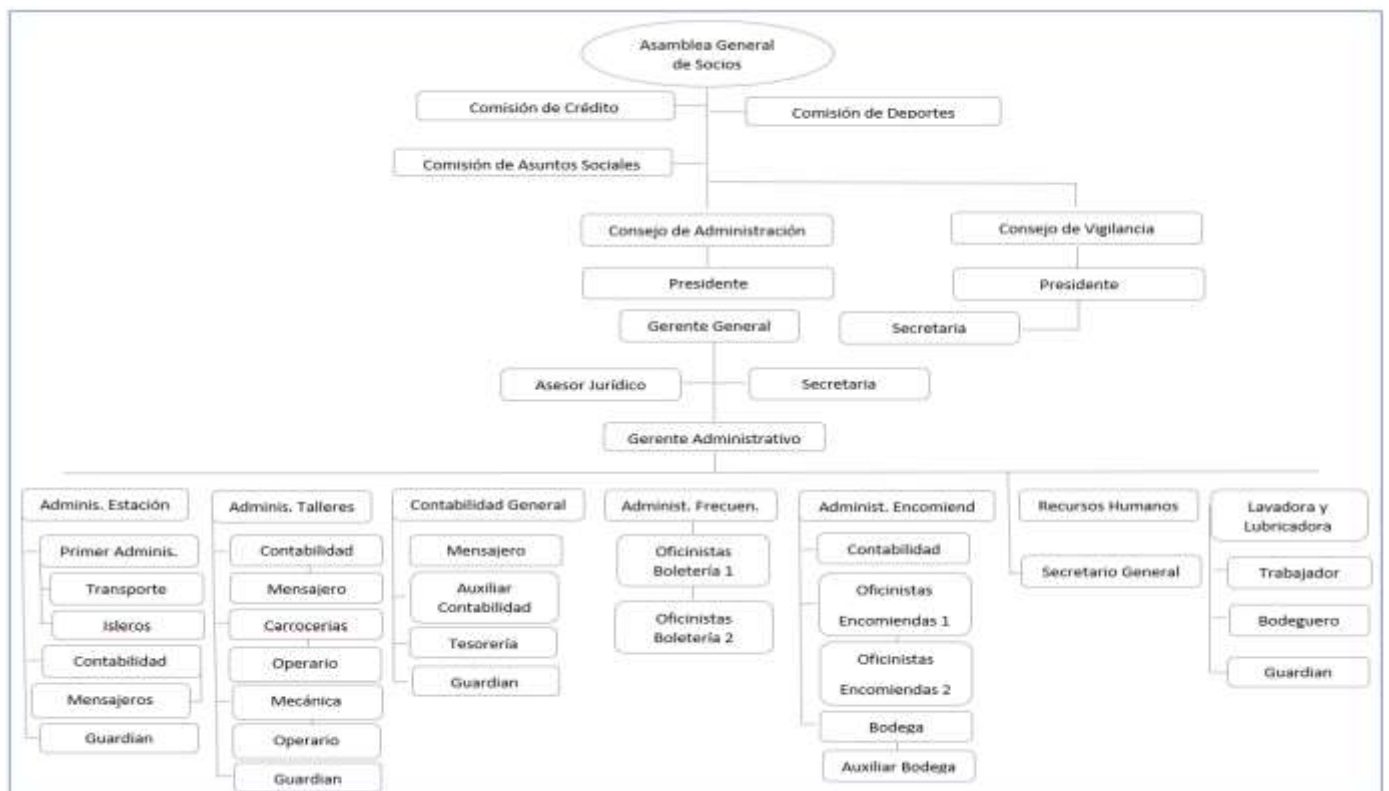 Asamblea General
de Socios
Comisión de Crédito
Comisión de Deportes
Comisión de Asuntos Sociales
Consejo de Administración
Consejo de Vigilancia
Presidente
Presidente
Gerente General
Secretaria
Asesor Jurídico
Secretaria
Gerente Administrativo
Adminis. Estación
Primer Adminis.
Transporte
Isleros
Contabilidad
Mensajeros
Guardian
Adminis. Talleres
Contabilidad
Mensajero
Carrocerias
Operario
Mecánica
Operario
Guardian
Contabilidad General
Mensajero
Auxiliar
Contabilidad
Tesorería
Guardian
Administ. Frecuen.
Oficinistas
Boletería 1
Oficinistas
Boletería 2
Administ. Encomiend
Contabilidad
Oficinistas
Encomiendas 1
Oficinistas
Encomiendas 2
Bodega
Auxiliar Bodega
Recursos Humanos
Secretario General
Lavadora y
Lubricadora
Trabajador
Bodeguero
Guardian